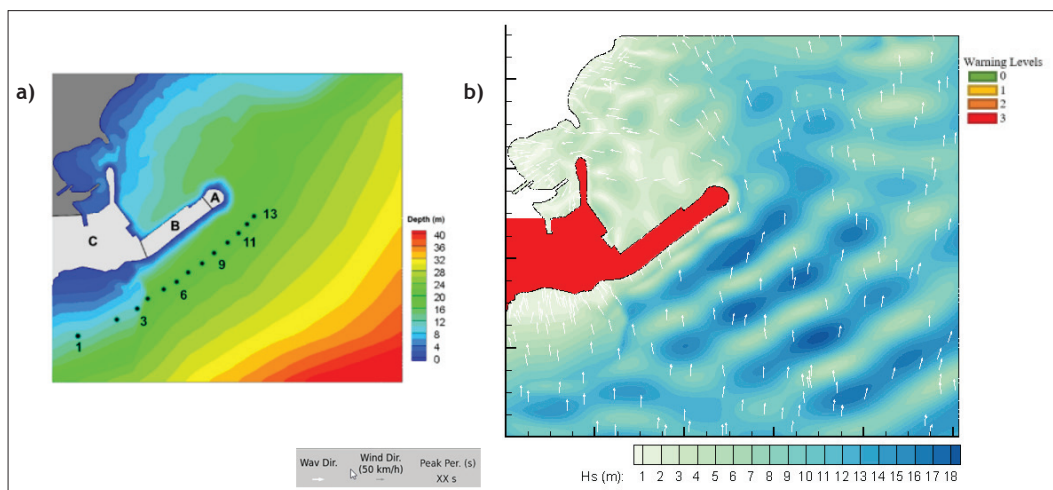 a)
A
B
C
13
11
9
6
3
1
Depth (m)
40
36
32
28
24
20
16
12
8
4
0
b)
Warning Levels
0
1
2
3
Wav Dir.
Wind Dir.
(50 km/h)
Peak Per. (s)
XX s
Hs (m): 1 2 3 4 5 6 7 8 9 10 11 12 13 14 15 16 17 18